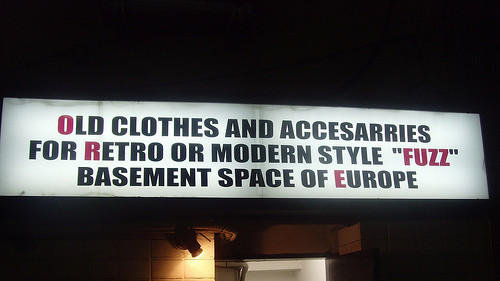 OLD CLOTHES AND ACCESARRIES
FOR RETRO OR MODERN STYLE "FUZZ"
BASEMENT SPACE OF EUROPE